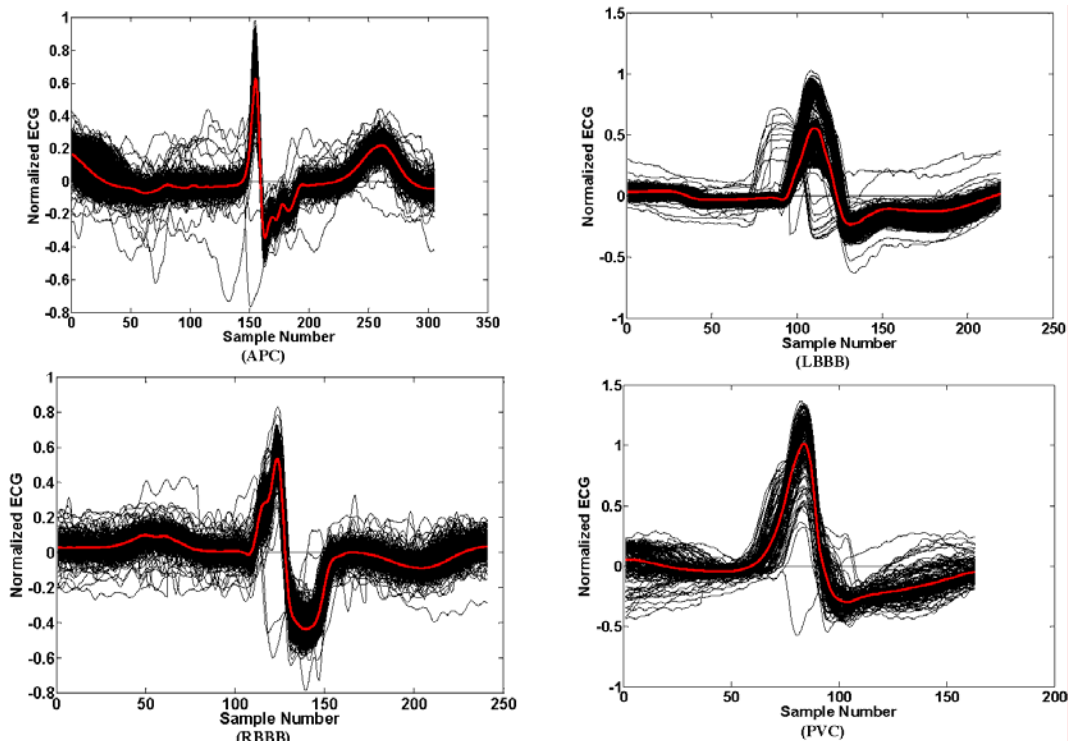 1
0.8
0.6
0.4
0.2
0
-0.2
-0.4
-0.6
-0.8
Normalized ECG
0 50 100 150 200 250 300 350
Sample Number
(APC)
1.5
1
0.5
0
-0.5
-1
Normalized ECG
0 50 100 150 200 250
Sample Number
(LBBB)
1
0.8
0.6
0.4
0.2
0
-0.2
-0.4
-0.6
-0.8
Normalized ECG
0 50 100 150 200 250
Sample Number
(RBBB)
1.5
1
0.5
0
-0.5
-1
Normalized ECG
0 50 100 150 200
Sample Number
(PVC)